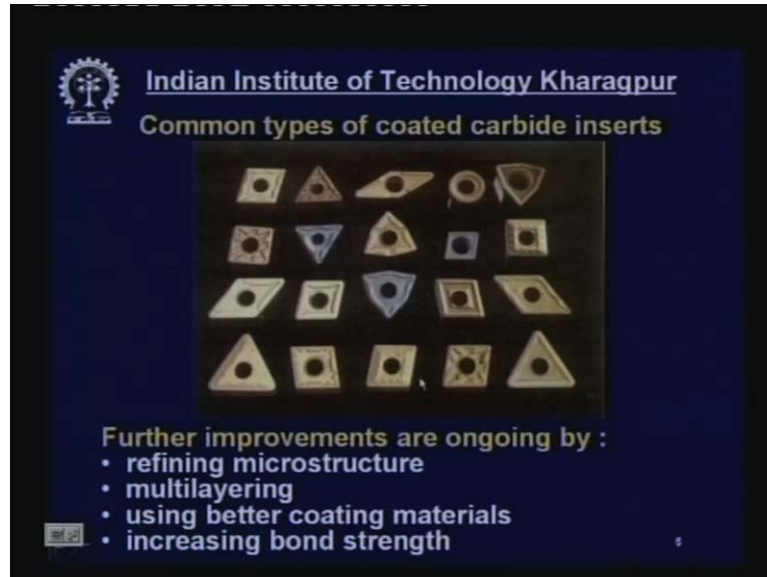 Indian Institute of Technology Kharagpur
Common types of coated carbide inserts
Further improvements are ongoing by :
• refining microstructure
• multilayering
• using better coating materials
• increasing bond strength